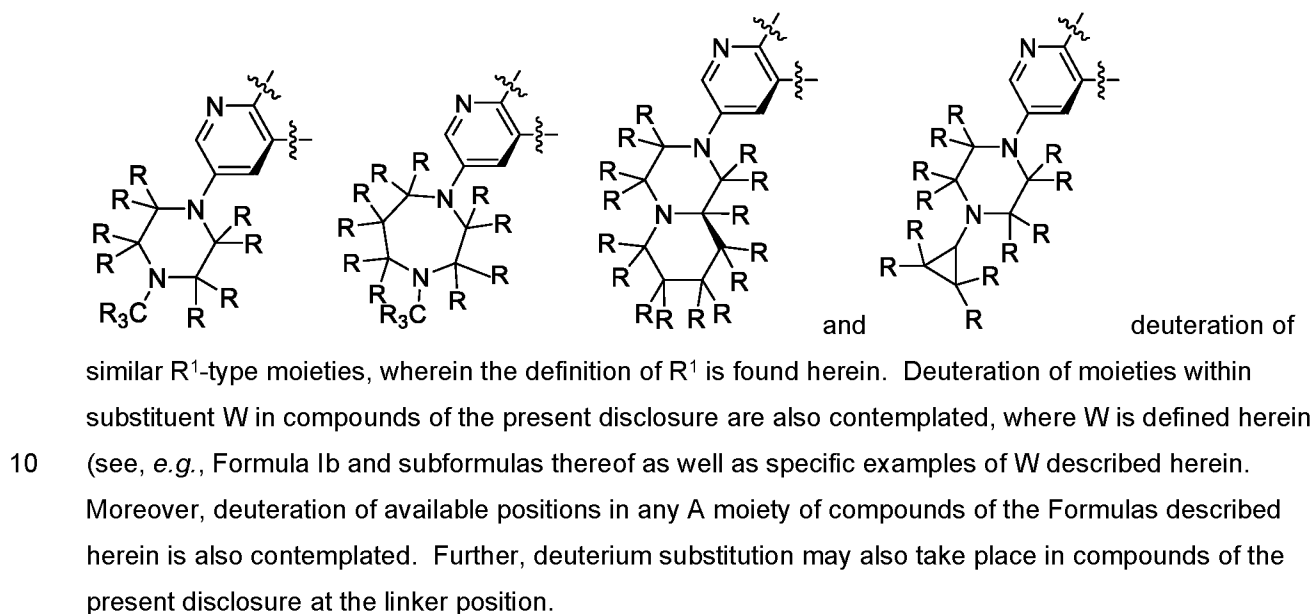 and deuteration of
similar R¹-type moieties, wherein the definition of R¹ is found herein. Deuteration of moieties within
substituent W in compounds of the present disclosure are also contemplated, where W is defined herein
10 (see, e.g., Formula Ib and subformulas thereof as well as specific examples of W described herein.
Moreover, deuteration of available positions in any A moiety of compounds of the Formulas described
herein is also contemplated. Further, deuterium substitution may also take place in compounds of the
present disclosure at the linker position.